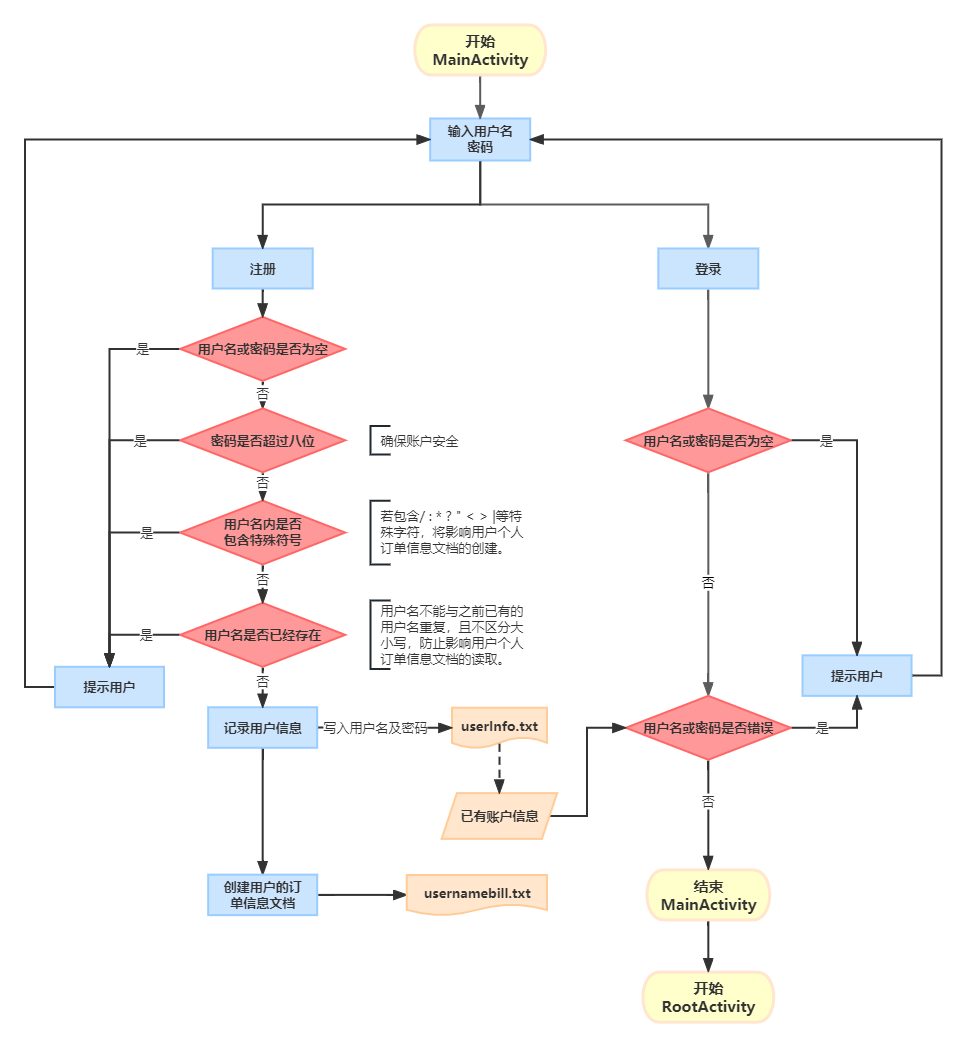 开始
MainActivity
输入用户名
密码
注册
登录
用户名或密码是否为空
是
否
密码是否超过八位
是
确保账户安全
用户名或密码是否为空
是
否
用户名内是否
包含特殊符号
是
若包含/ : * ? " < > |等特
殊字符，将影响用户个人
订单信息文档的创建。
否
否
用户名是否已经存在
是
用户名不能与之前已有的
用户名重复，且不区分大
小写，防止影响用户个人
订单信息文档的读取。
提示用户
否
提示用户
记录用户信息
写入用户名及密码
userInfo.txt
用户名或密码是否错误
是
已有账户信息
否
创建用户的订
单信息文档
usernamebill.txt
结束
MainActivity
开始
RootActivity